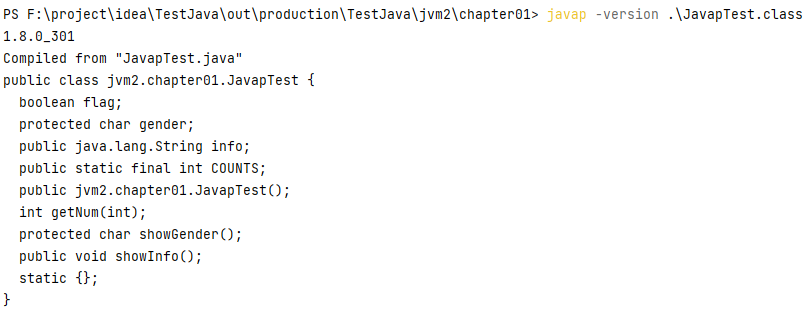 PS F:\project\idea\TestJava\out\production\TestJava\jvm2\chapter01> javap -version .\JavapTest.class
1.8.0_301
Compiled from "JavapTest.java"
public class jvm2.chapter01.JavapTest {
  boolean flag;
  protected char gender;
  public java.lang.String info;
  public static final int COUNTS;
  public jvm2.chapter01.JavapTest();
  int getNum(int);
  protected char showGender();
  public void showInfo();
  static {};
}